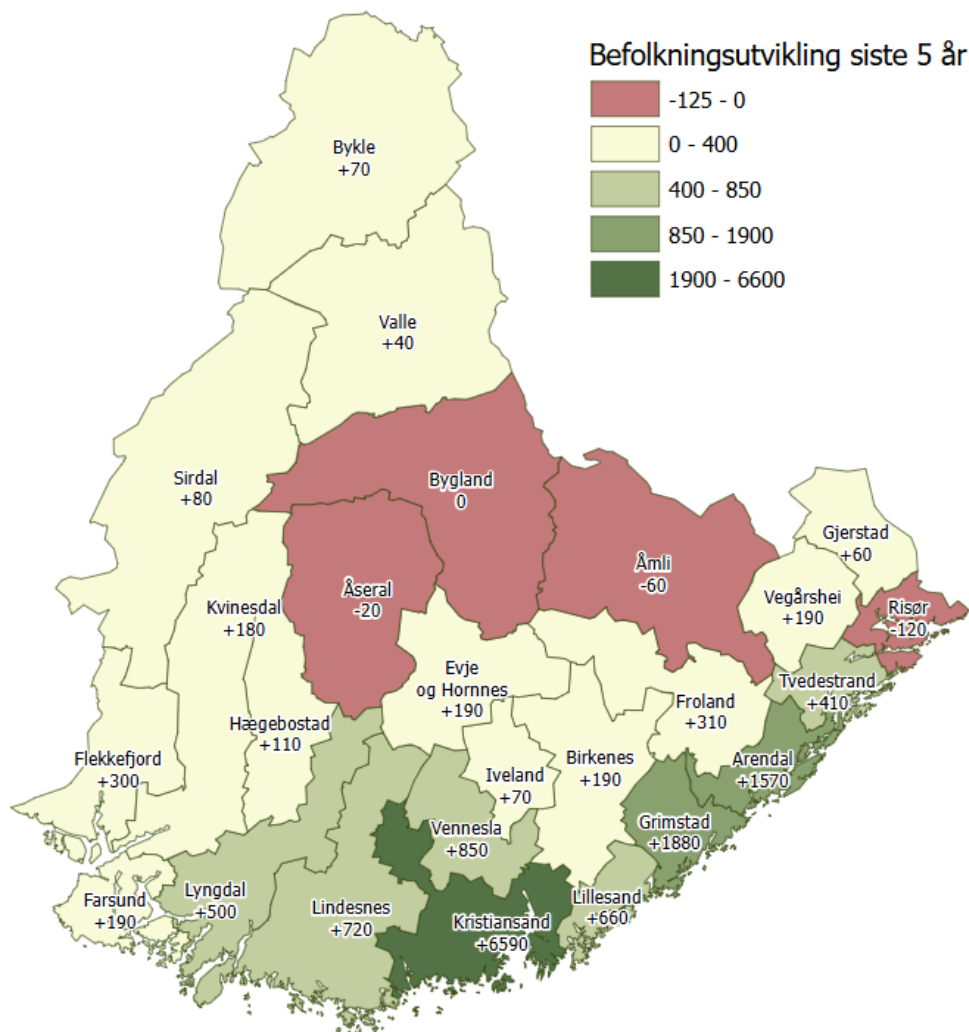 Befolkningsutvikling siste 5 år
-125 - 0
0 - 400
400 - 850
850 - 1900
1900 - 6600
Bykle
+70
Valle
+40
Sirdal
+80
Bygland
0
Åseral
-20
Åmli
-60
Gjerstad
+60
Vegårshei
+190
Risør
-120
Kvinesdal
+180
Evje
og Hornnes
+190
Tvedestrand
+410
Froland
+310
Hægebostad
+110
Flekkefjord
+300
Iveland
+70
Birkenes
+190
Arendal
+1570
Vennesla
+850
Grimstad
+1880
Farsund
+190
Lyngdal
+500
Lindesnes
+720
Kristiansand
+6590
Lillesand
+660